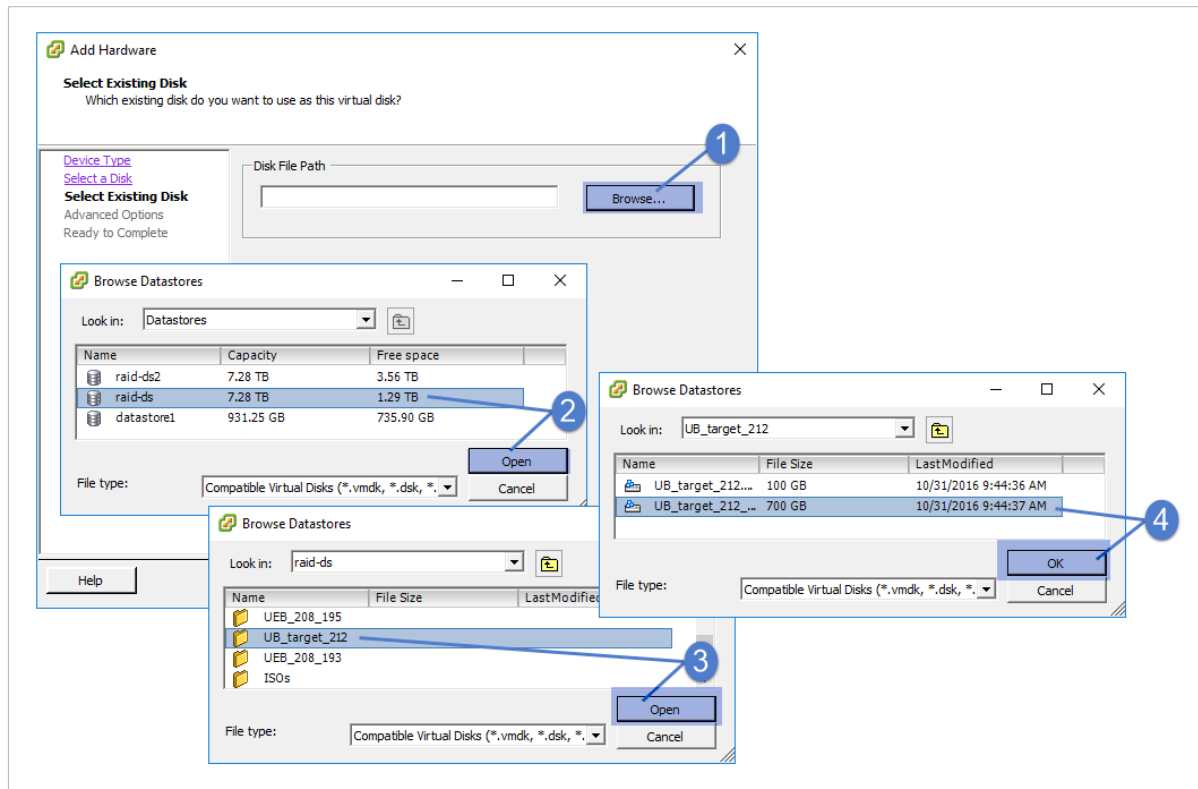 Add Hardware
Select Existing Disk
Which existing disk do you want to use as this virtual disk?
1
Device Type
Select a Disk
Select Existing Disk
Advanced Options
Ready to Complete
Disk File Path
Browse...
Help
Browse Datastores
Look in: Datastores
Name Capacity Free space
raid-ds2 7.28 TB 3.56 TB
raid-ds 7.28 TB 1.29 TB
datastore1 931.25 GB 735.90 GB
2
Open
File type: Compatible Virtual Disks (*.vmdk, *.dsk, *.
Cancel
Browse Datastores
Look in: raid-ds
Name File Size LastModified
UEB_208_195
UB_target_212
UEB_208_193
ISOs
3
Open
File type: Compatible Virtual Disks (*.vmdk, *.dsk, *.
Cancel
Browse Datastores
Look in: UB_target_212
Name File Size LastModified
UB_target_212.... 100 GB 10/31/2016 9:44:36 AM
UB_target_212_... 700 GB 10/31/2016 9:44:37 AM
4
OK
File type: Compatible Virtual Disks (*.vmdk, *.dsk, *.
Cancel